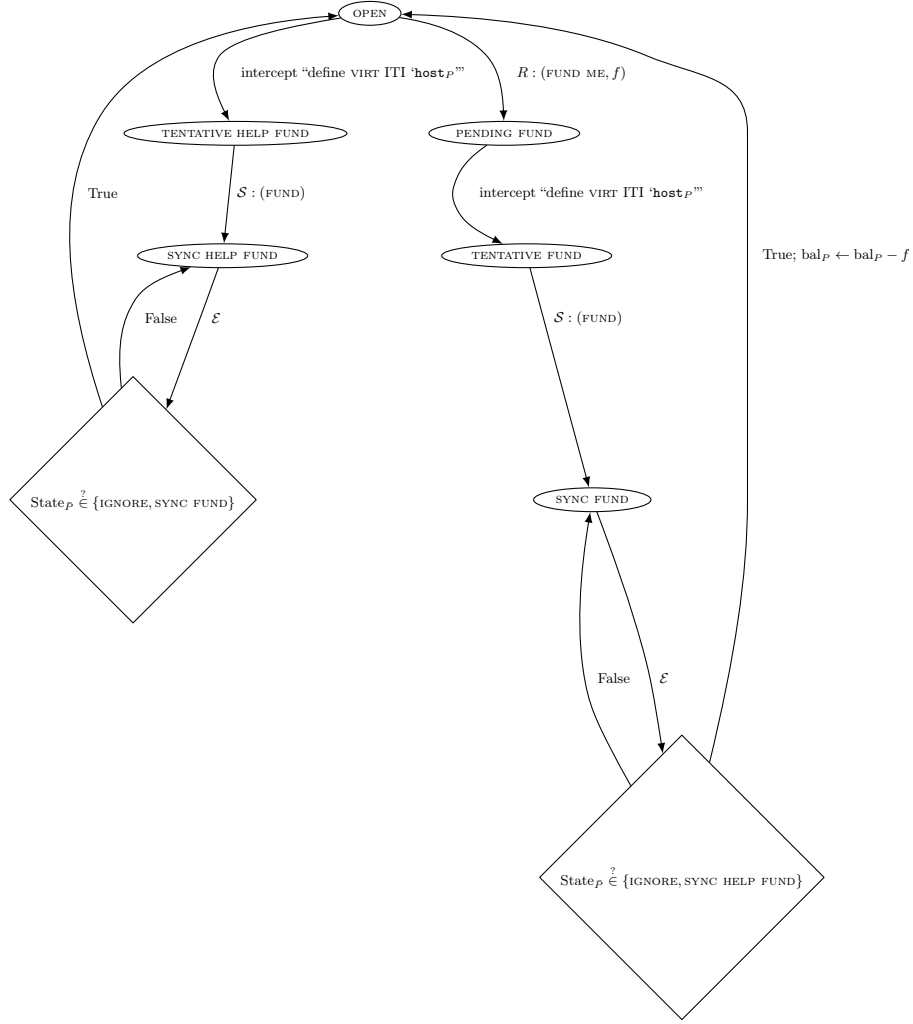 OPEN
intercept “define VIRT ITI ‘host_P’”
R : (FUND ME, f)
TENTATIVE HELP FUND
PENDING FUND
True
S : (FUND)
intercept “define VIRT ITI ‘host_P’”
SYNC HELP FUND
TENTATIVE FUND
True; bal_P ← bal_P − f
False
ℰ
S : (FUND)
State_P̄ ∈? {IGNORE, SYNC FUND}
SYNC FUND
False
ℰ
State_P̄ ∈? {IGNORE, SYNC HELP FUND}